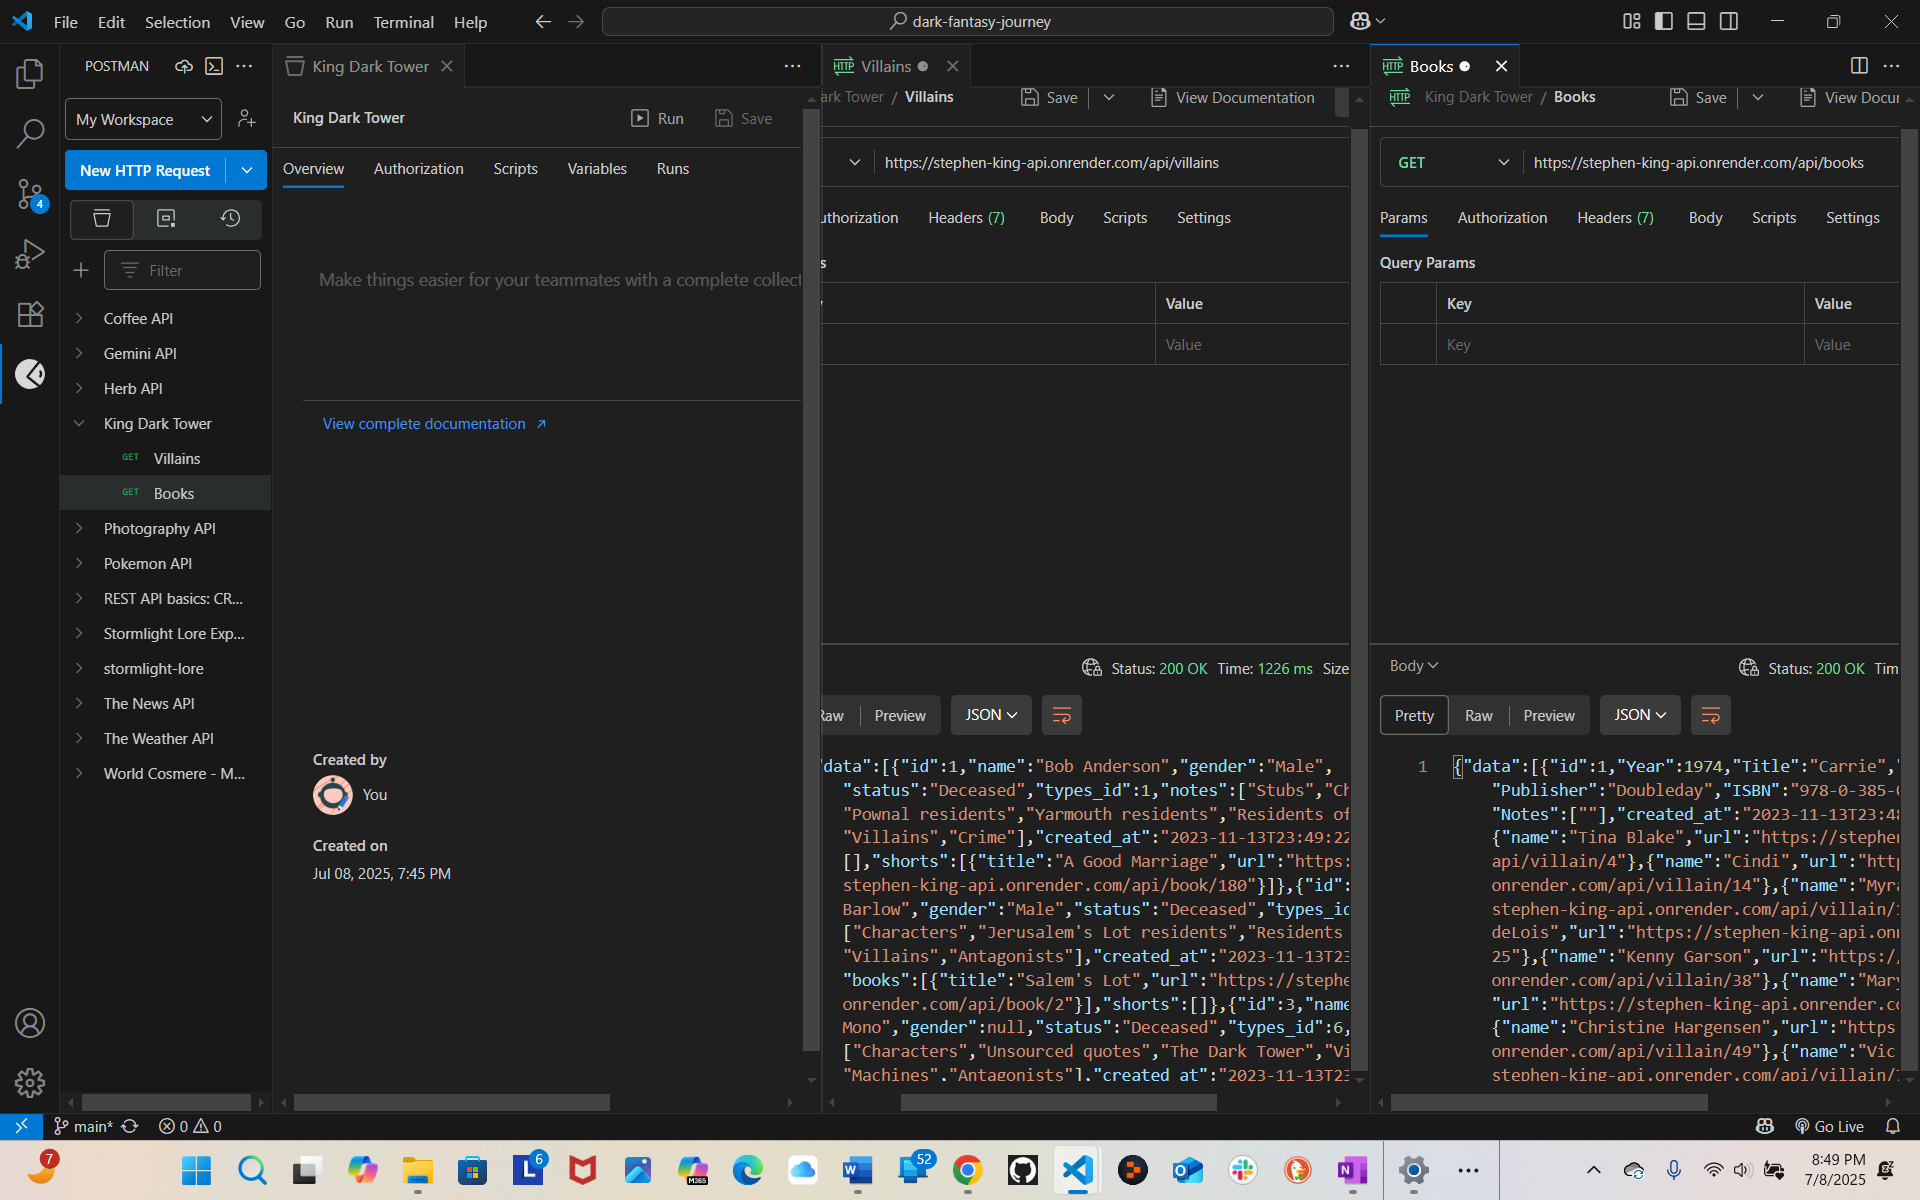 File Edit Selection View Go Run Terminal Help
dark-fantasy-journey
POSTMAN
King Dark Tower
HTTP Villains
HTTP Books
My Workspace
King Dark Tower
Run
Save
ark Tower / Villains
Save
View Documentation
HTTP King Dark Tower / Books
Save
View Docur
New HTTP Request
Overview Authorization Scripts Variables Runs
https://stephen-king-api.onrender.com/api/villains
GET
https://stephen-king-api.onrender.com/api/books
4
uthorization Headers (7) Body Scripts Settings
Params Authorization Headers (7) Body Scripts Settings
Filter
Make things easier for your teammates with a complete collect
s
Query Params
y Value
Key Value
Value
Key Value
Coffee API
Gemini API
Herb API
King Dark Tower
GET Villains
GET Books
Photography API
Pokemon API
REST API basics: CR...
Stormlight Lore Exp...
stormlight-lore
The News API
The Weather API
World Cosmere - M...
View complete documentation
Created by
You
Created on
Jul 08, 2025, 7:45 PM
Status: 200 OK Time: 1226 ms Size
Raw Preview JSON
"data":[{"id":1,"name":"Bob Anderson","gender":"Male",
"status":"Deceased","types_id":1,"notes":["Stubs","Ch
"Pownal residents","Yarmouth residents","Residents of
"Villains","Crime"],"created_at":"2023-11-13T23:49:22
[],"shorts":[{"title":"A Good Marriage","url":"https:
stephen-king-api.onrender.com/api/book/180"}]},{"id":
Barlow","gender":"Male","status":"Deceased","types_id
["Characters","Jerusalem's Lot residents","Residents
"Villains","Antagonists"],"created_at":"2023-11-13T23
"books":[{"title":"Salem's Lot","url":"https://stephe
onrender.com/api/book/2"}],"shorts":[]},{"id":3,"name
Mono","gender":null,"status":"Deceased","types_id":6,
["Characters","Unsourced quotes","The Dark Tower","Vi
"Machines","Antagonists"],"created_at":"2023-11-13T23
Body
Status: 200 OK Tim
Pretty Raw Preview JSON
1 {"data":[{"id":1,"Year":1974,"Title":"Carrie","
"Publisher":"Doubleday","ISBN":"978-0-385-0
"Notes":[""],"created_at":"2023-11-13T23:48
{"name":"Tina Blake","url":"https://stephen
api/villain/4"},{"name":"Cindi","url":"http
onrender.com/api/villain/14"},{"name":"Myra
stephen-king-api.onrender.com/api/villain/1
deLois","url":"https://stephen-king-api.onr
25"},{"name":"Kenny Garson","url":"https:/
onrender.com/api/villain/38"},{"name":"Mary
"url":"https://stephen-king-api.onrender.co
{"name":"Christine Hargensen","url":"https
onrender.com/api/villain/49"},{"name":"Vic
stephen-king-api.onrender.com/api/villain/
main* 0 0
Go Live
7
6
M365
52
8:49 PM
7/8/2025